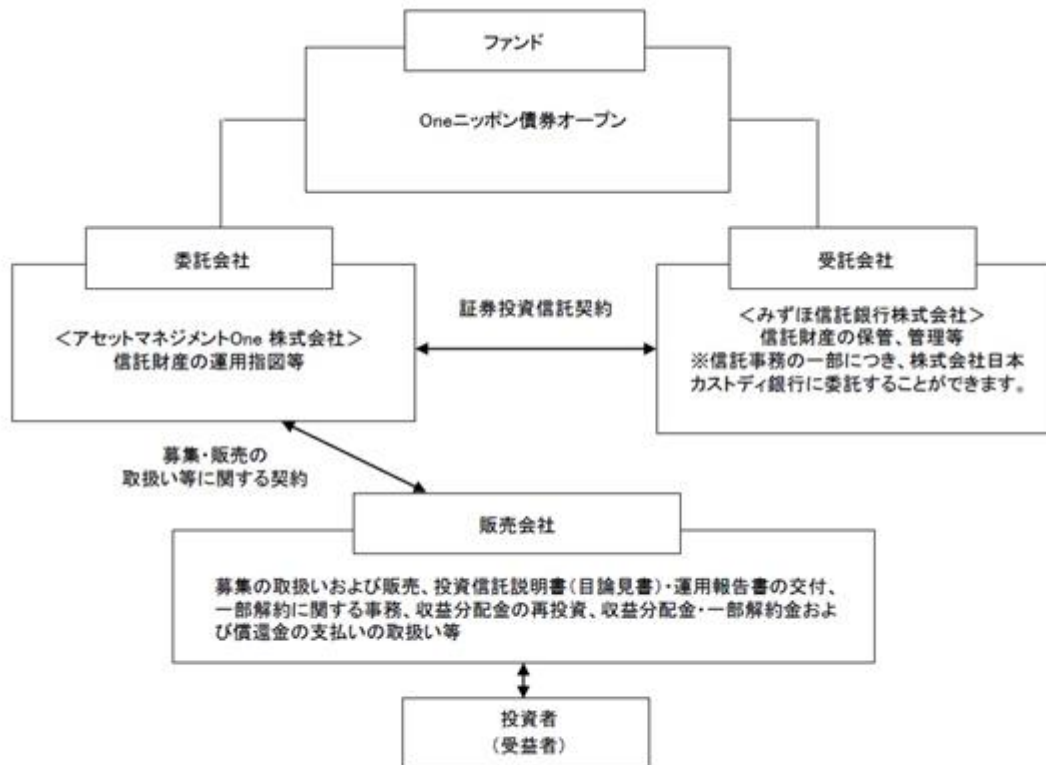 ファンド
Oneニッポン債券オープン
委託会社
<アセットマネジメントOne 株式会社>
信託財産の運用指図等
証券投資信託契約
受託会社
<みずほ信託銀行株式会社>
信託財産の保管、管理等
※信託事務の一部につき、株式会社日本
カストディ銀行に委託することができます。
募集・販売の
取扱い等に関する契約
販売会社
募集の取扱いおよび販売、投資信託説明書(目論見書)・運用報告書の交付、
一部解約に関する事務、収益分配金の再投資、収益分配金・一部解約金およ
び償還金の支払いの取扱い等
投資者
(受益者)